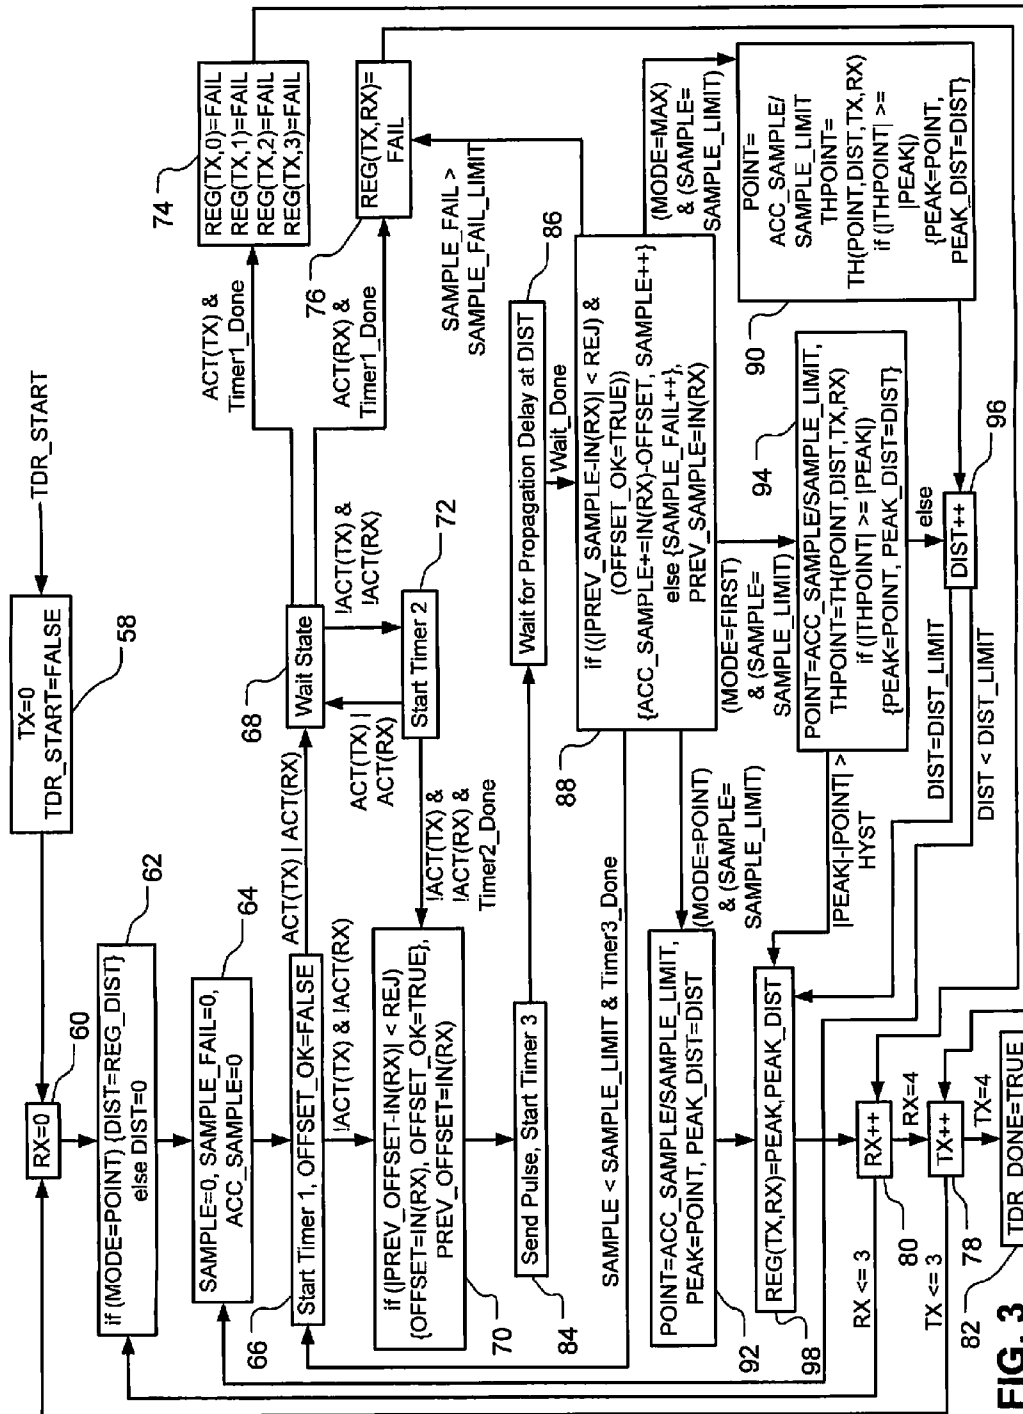 TDR_START
TX=0
TDR_START=FALSE
58
RX=0
60
if (MODE=POINT) {DIST=REG_DIST}
else DIST=0
62
SAMPLE=0, SAMPLE_FAIL=0,
ACC_SAMPLE=0
64
Start Timer 1, OFFSET_OK=FALSE
66
ACT(TX) | ACT(RX)
!ACT(TX) & !ACT(RX)
Wait State
68
!ACT(TX) &
!ACT(RX)
ACT(TX) |
ACT(RX)
Start Timer 2
72
!ACT(TX) &
!ACT(RX) &
Timer2_Done
ACT(TX) &
Timer1_Done
REG(TX,0)=FAIL
REG(TX,1)=FAIL
REG(TX,2)=FAIL
REG(TX,3)=FAIL
74
ACT(RX) &
Timer1_Done
REG(TX,RX)=
FAIL
76
if (|PREV_OFFSET-IN(RX)| < REJ)
{OFFSET=IN(RX), OFFSET_OK=TRUE},
PREV_OFFSET=IN(RX)
70
Send Pulse, Start Timer 3
84
Wait for Propagation Delay at DIST
86
Wait_Done
SAMPLE_FAIL >
SAMPLE_FAIL_LIMIT
if ((|PREV_SAMPLE-IN(RX)| < REJ) &
(OFFSET_OK=TRUE))
{ACC_SAMPLE+=IN(RX)-OFFSET, SAMPLE++}
else {SAMPLE_FAIL++},
PREV_SAMPLE=IN(RX)
88
SAMPLE < SAMPLE_LIMIT & Timer3_Done
(MODE=POINT)
& (SAMPLE=
SAMPLE_LIMIT)
(MODE=FIRST)
& (SAMPLE=
SAMPLE_LIMIT)
(MODE=MAX)
& (SAMPLE=
SAMPLE_LIMIT)
POINT=
ACC_SAMPLE/
SAMPLE_LIMIT
THPOINT=
TH(POINT,DIST,TX,RX)
if (|THPOINT| >=
|PEAK|)
{PEAK=POINT,
PEAK_DIST=DIST}
90
POINT=ACC_SAMPLE/SAMPLE_LIMIT,
THPOINT=TH(POINT,DIST,TX,RX)
if (|THPOINT| >= |PEAK|)
{PEAK=POINT, PEAK_DIST=DIST}
94
else
DIST++
96
|PEAK|-|POINT| >
HYST
DIST=DIST_LIMIT
DIST < DIST_LIMIT
POINT=ACC_SAMPLE/SAMPLE_LIMIT,
PEAK=POINT, PEAK_DIST=DIST
92
REG(TX,RX)=PEAK,PEAK_DIST
98
RX++
80
RX <= 3
RX=4
TX++
78
TX <= 3
TX=4
TDR_DONE=TRUE
82
FIG. 3